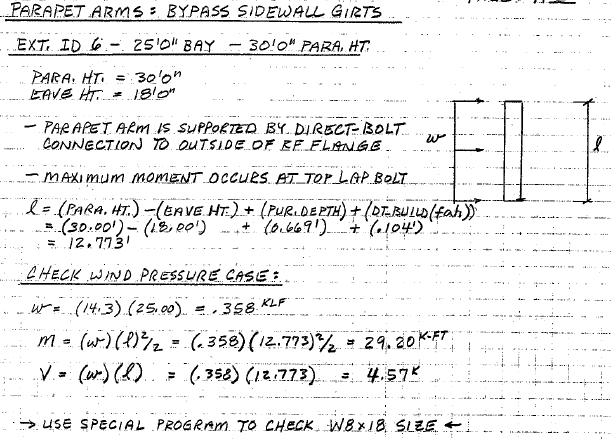 PARAPET ARMS: BYPASS SIDEWALL GIRTS
EXT. ID 6 - 25'0" BAY - 30'0" PARA. HT.
PARA. HT. = 30'0"
EAVE HT. = 18'0"
- PARAPET ARM IS SUPPORTED BY DIRECT-BOLT
CONNECTION TO OUTSIDE OF EF FLANGE
w l
- MAXIMUM MOMENT OCCURS AT TOP LAP BOLT
l = (PARA. HT.) - (EAVE HT.) + (PUR. DEPTH) + (DT-BUILD(fah))
= (30.00') - (18.00') + (0.669') + (.104')
= 12.773'
CHECK WIND PRESSURE CASE:
w = (14.3)(25.00) = .358 KLF
M = (w)(l)²/2 = (.358)(12.773)²/2 = 29.20 K-FT
V = (w)(l) = (.358)(12.773) = 4.57 K
→ USE SPECIAL PROGRAM TO CHECK W8x18 SIZE ←